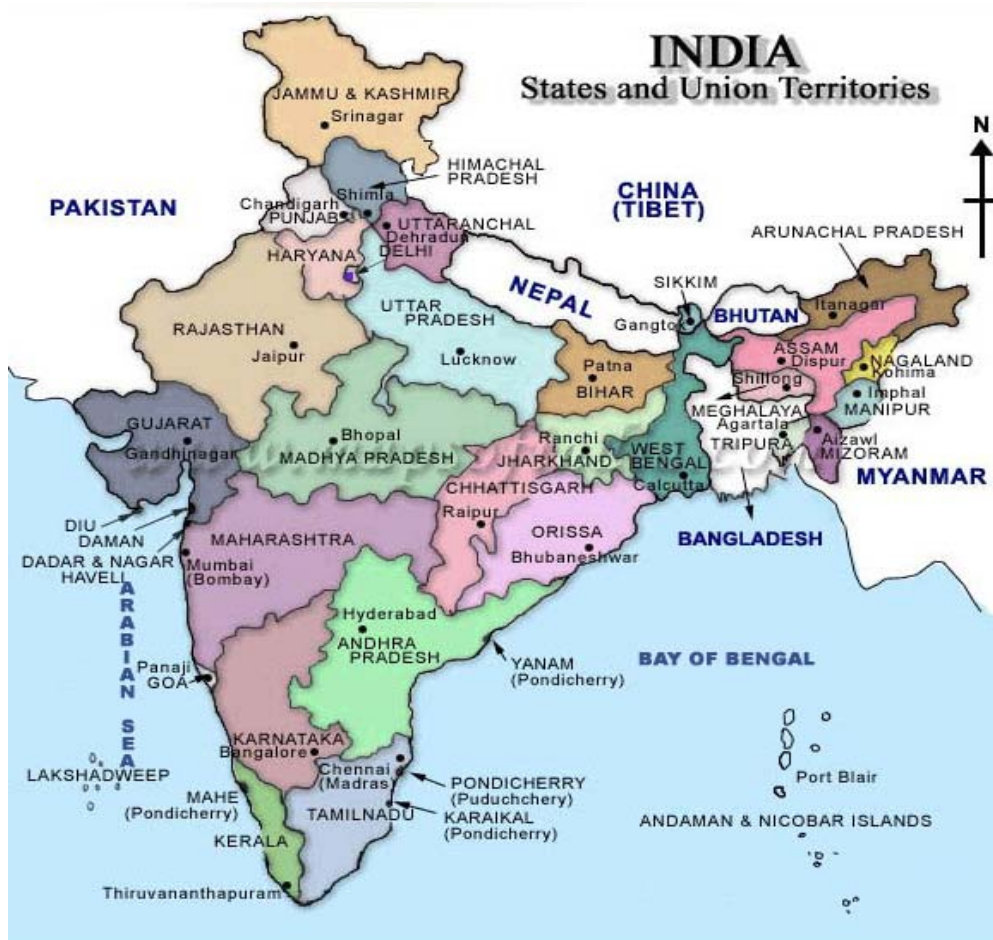 INDIA
States and Union Territories
N
JAMMU & KASHMIR
Srinagar
HIMACHAL
PRADESH
Shimla
PAKISTAN
CHINA
(TIBET)
Chandigarh
PUNJAB
UTTARANCHAL
Dehradun
DELHI
HARYANA
ARUNACHAL PRADESH
SIKKIM
NEPAL
BHUTAN
Itanagar
UTTAR
PRADESH
Gangtok
RAJASTHAN
Jaipur
Lucknow
ASSAM
Dispur
NAGALAND
Kohima
Patna
BIHAR
Shillong
MEGHALAYA
Imphal
MANIPUR
Agartala
TRIPURA
Aizawl
MIZORAM
GUJARAT
Gandhinagar
Bhopal
MADHYA PRADESH
Ranchi
JHARKHAND
WEST
BENGAL
Calcutta
MYANMAR
CHHATTISGARH
Raipur
ORISSA
Bhubaneshwar
BANGLADESH
DIU
DAMAN
DADAR & NAGAR
HAVELI
MAHARASHTRA
Mumbai
(Bombay)
ARABIAN SEA
Hyderabad
ANDHRA
PRADESH
YANAM
(Pondicherry)
BAY OF BENGAL
Panaji
GOA
KARNATAKA
Bangalore
Chennai
(Madras)
PONDICHERRY
(Puduchchery)
LAKSHADWEEP
MAHE
(Pondicherry)
TAMILNADU
KARAIKAL
(Pondicherry)
Port Blair
ANDAMAN & NICOBAR ISLANDS
KERALA
Thiruvananthapuram